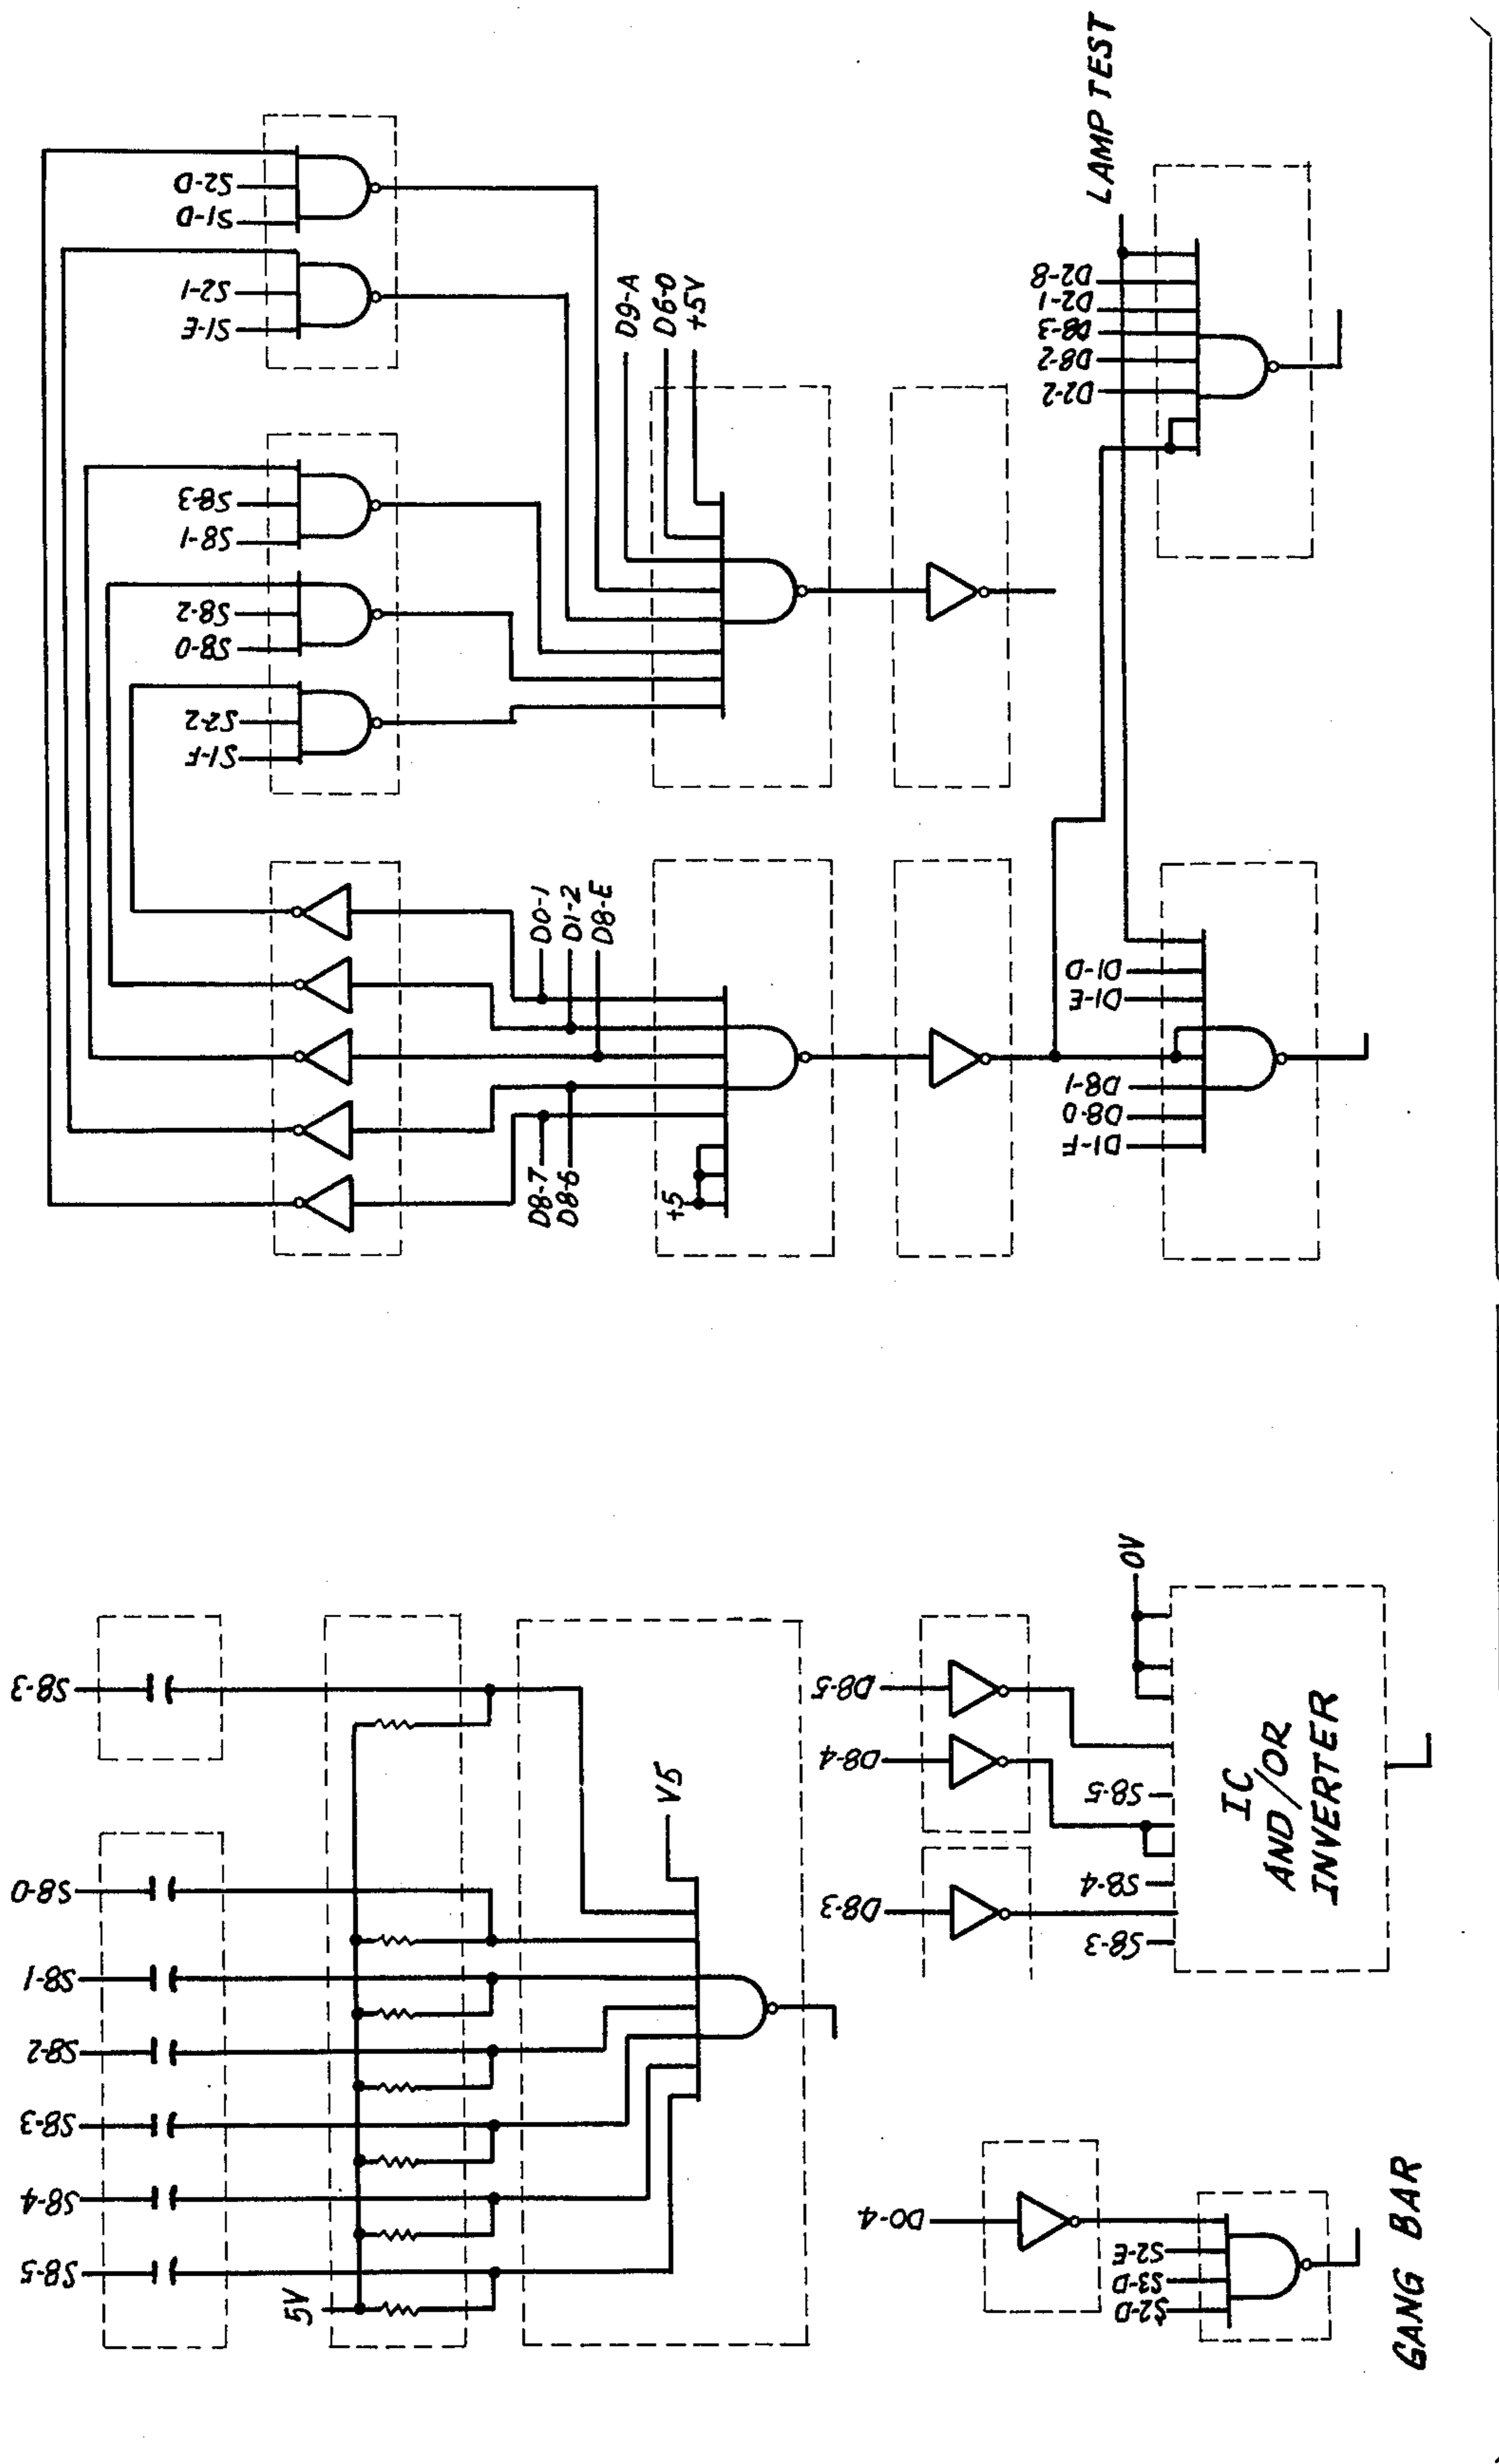 S2-D
S1-D
S2-1
S1-E
S8-3
S8-1
S8-2
S8-0
S2-2
S1-F
D9-A
D6-0
+5V
D0-1
D1-2
D8-E
D8-7
D8-6
+5
LAMP TEST
D2-8
D2-1
D8-3
D8-2
D2-2
D1-D
D1-E
D8-1
D8-0
D1-F
S8-3
S8-0
S8-1
S8-2
S8-3
S8-4
S8-5
5V
V5
D8-5
D8-4
D8-3
0V
S8-5
S8-4
S8-3
IC
AND/OR
INVERTER
D0-4
S2-E
S3-D
S2-D
GANG BAR